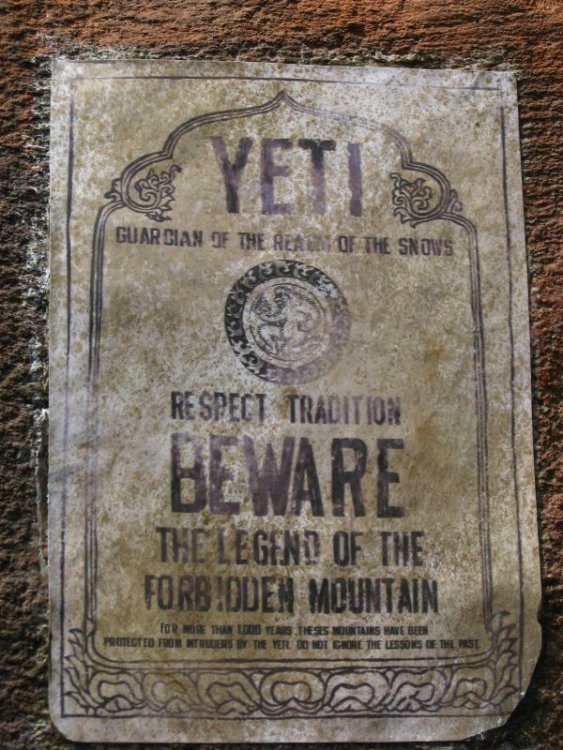 YETI
GUARDIAN OF THE REALM OF THE SNOWS
RESPECT TRADITION
BEWARE
THE LEGEND OF THE
FORBIDDEN MOUNTAIN
FOR MORE THAN 1,000 YEARS THESES MOUNTAINS HAVE BEEN
PROTECTED FROM INTRUDERS BY THE YETI. DO NOT IGNORE THE LESSONS OF THE PAST.